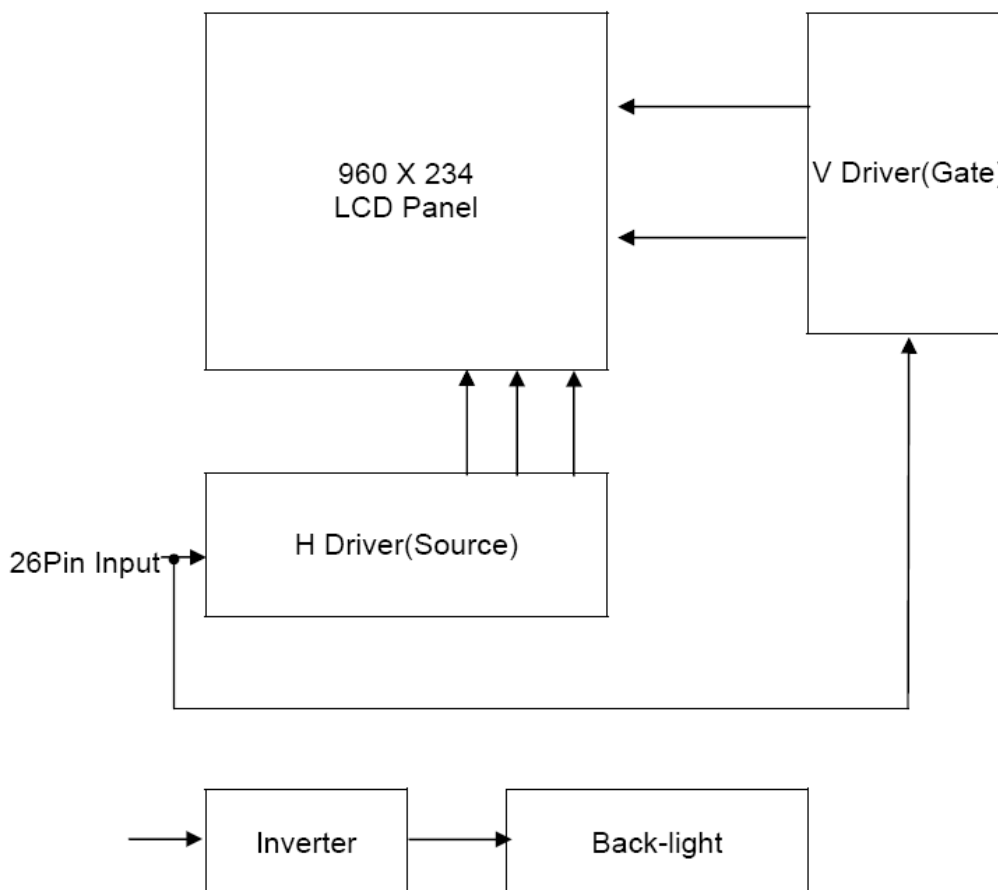 960 X 234
LCD Panel
V Driver(Gate)
H Driver(Source)
26Pin Input
Inverter
Back-light